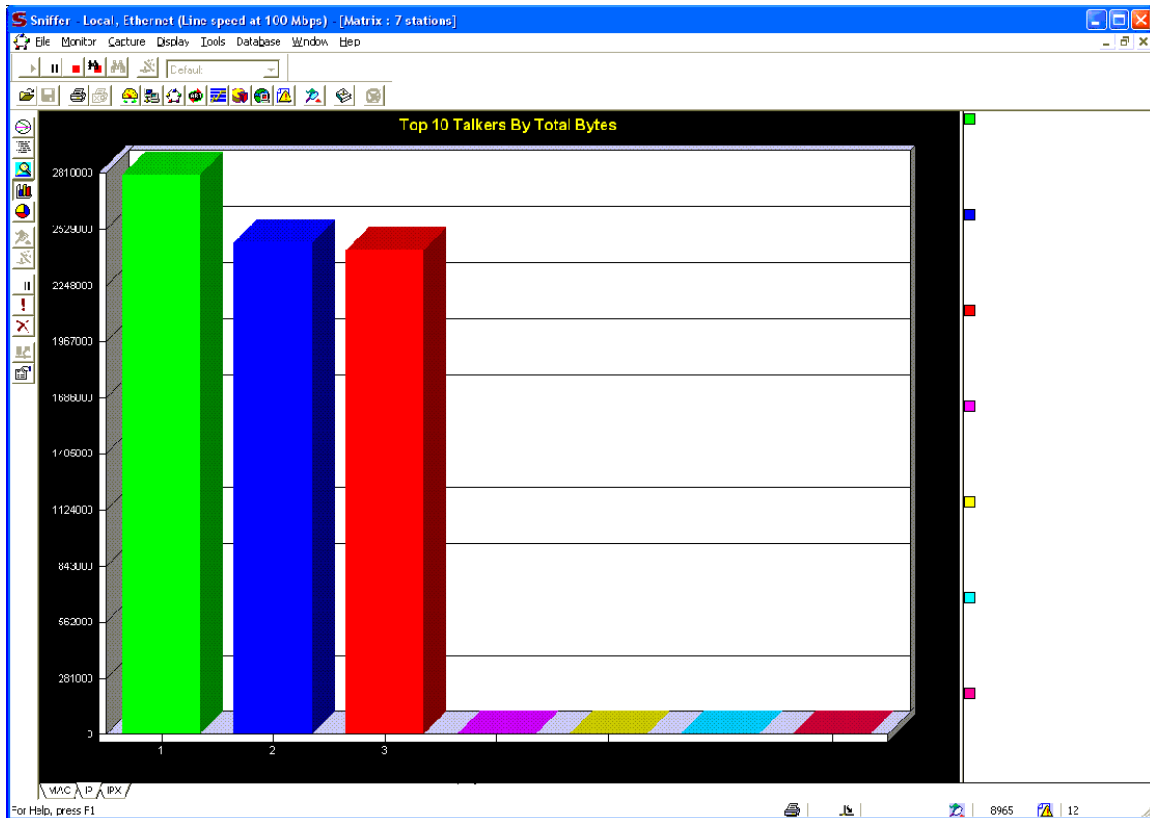 Sniffer - Local, Ethernet (Line speed at 100 Mbps) - [Matrix : 7 stations]
File Monitor Capture Display Tools Database Window Help
Default
Top 10 Talkers By Total Bytes
2810000
2529000
2248000
1967000
1686000
1405000
1124000
843000
562000
281000
0
1 2 3
MAC IP IPX
For Help, press F1
8965 12